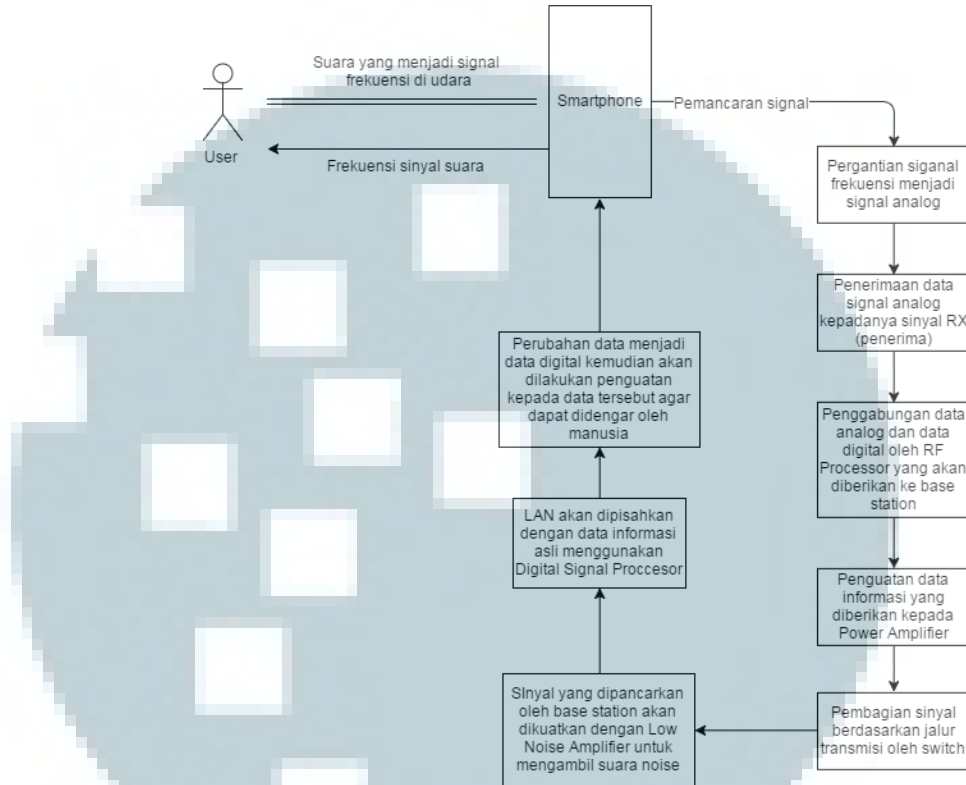 Suara yang menjadi signal
frekuensi di udara
User
Frekuensi sinyal suara
Smartphone
Pemancaran signal
Pergantian siganal
frekuensi menjadi
signal analog
Penerimaan data
signal analog
kepadanya sinyal RX
(penerima)
Penggabungan data
analog dan data
digital oleh RF
Processor yang akan
diberikan ke base
station
Penguatan data
informasi yang
diberikan kepada
Power Amplifier
Pembagian sinyal
berdasarkan jalur
transmisi oleh switch
SInyal yang dipancarkan
oleh base station akan
dikuatkan dengan Low
Noise Amplifier untuk
mengambil suara noise
LAN akan dipisahkan
dengan data informasi
asli menggunakan
Digital Signal Proccesor
Perubahan data menjadi
data digital kemudian akan
dilakukan penguatan
kepada data tersebut agar
dapat didengar oleh
manusia